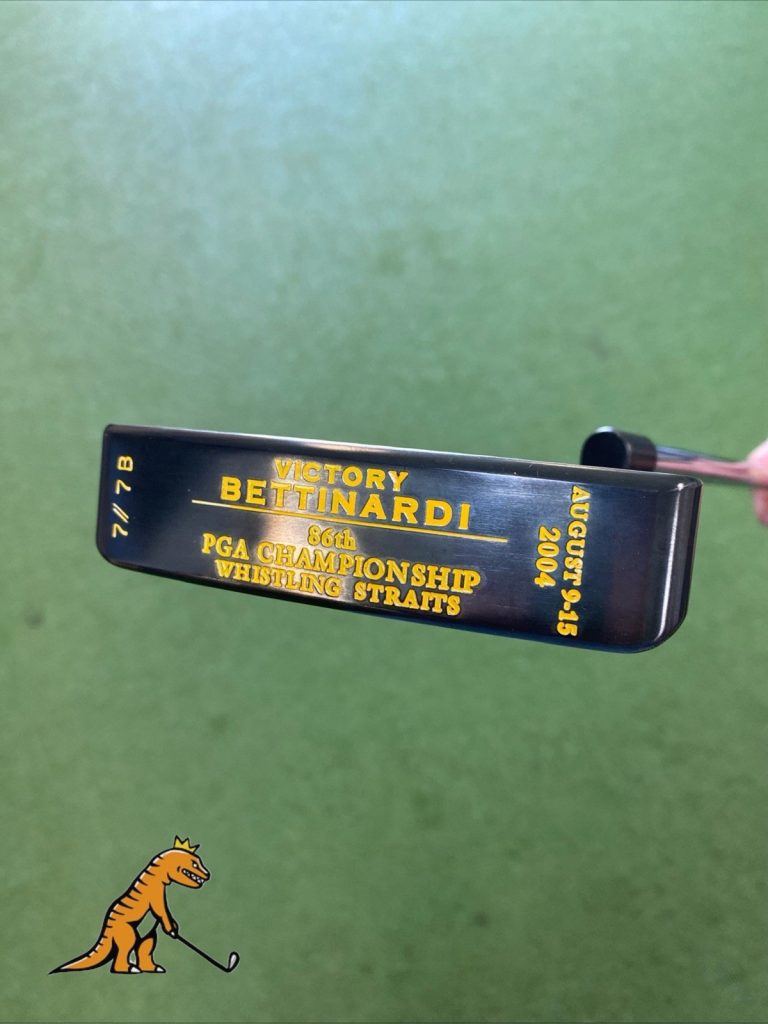 7// 7B
VICTORY
BETTINARDI
86th
PGA CHAMPIONSHIP
WHISTLING STRAITS
AUGUST 9-15
2004